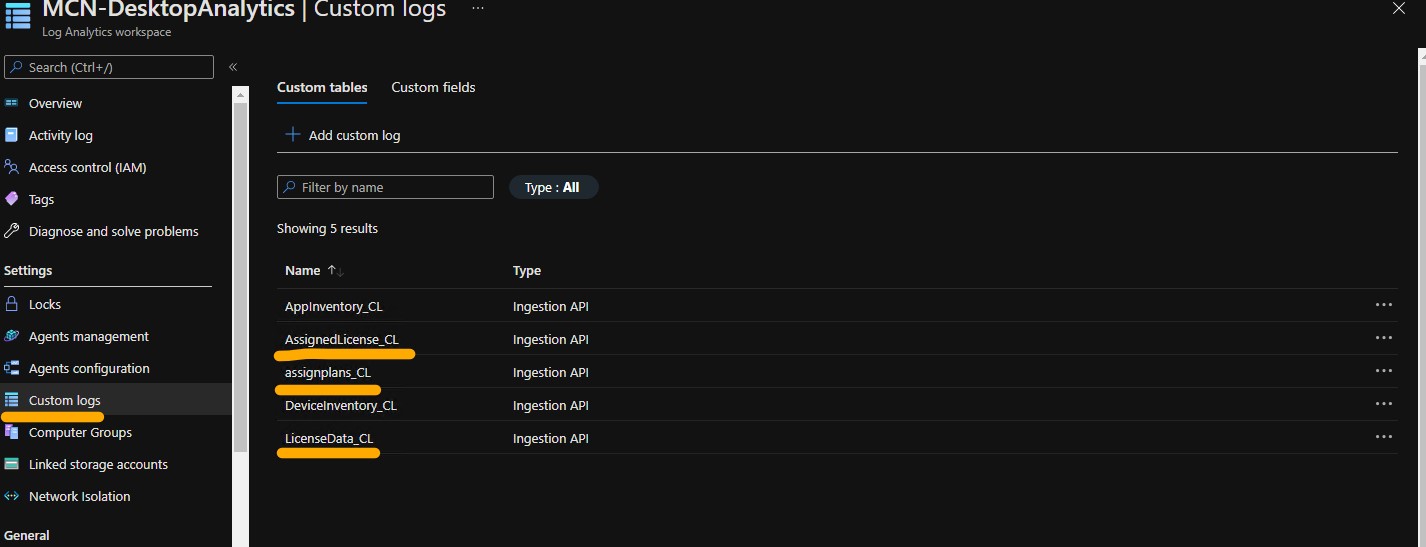 MCN-DesktopAnalytics | Custom logs ...
Log Analytics workspace
Search (Ctrl+/)
«
Overview
Activity log
Access control (IAM)
Tags
Diagnose and solve problems
Settings
Locks
Agents management
Agents configuration
Custom logs
Computer Groups
Linked storage accounts
Network Isolation
General
Custom tables Custom fields
+ Add custom log
Filter by name Type : All
Showing 5 results
Name ↑↓ Type
AppInventory_CL Ingestion API ...
AssignedLicense_CL Ingestion API ...
assignplans_CL Ingestion API ...
DeviceInventory_CL Ingestion API ...
LicenseData_CL Ingestion API ...